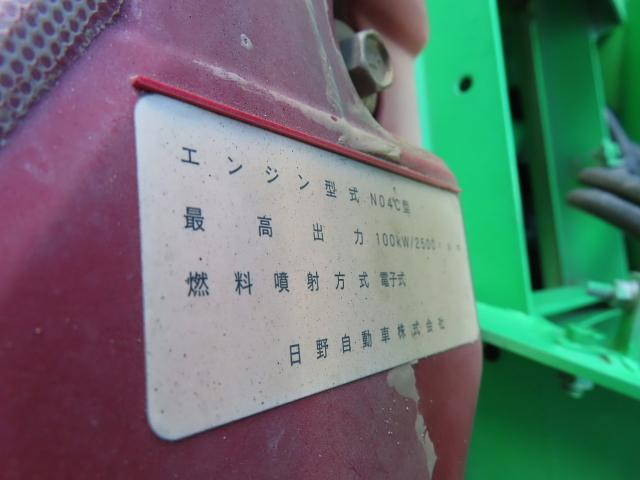 エンジン型式 N04C型
最高出力 100kW/2500
燃料噴射方式 電子式
日野自動車株式会社